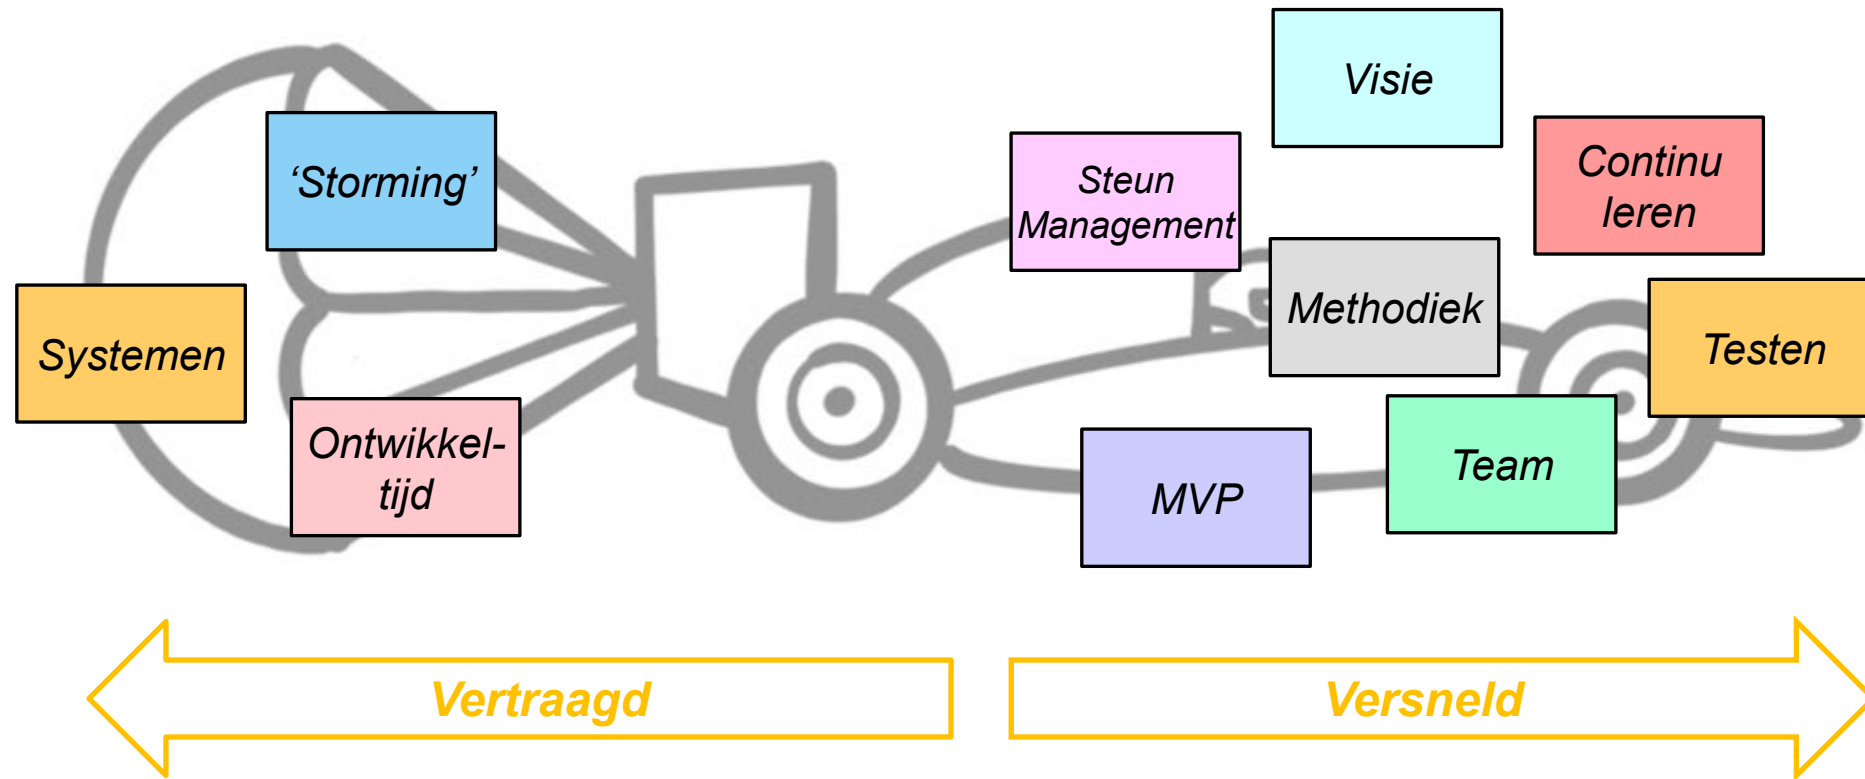 Visie
‘Storming’
Steun
Management
Continu
leren
Systemen
Methodiek
Testen
Ontwikkel-
tijd
MVP
Team
Vertraagd
Versneld